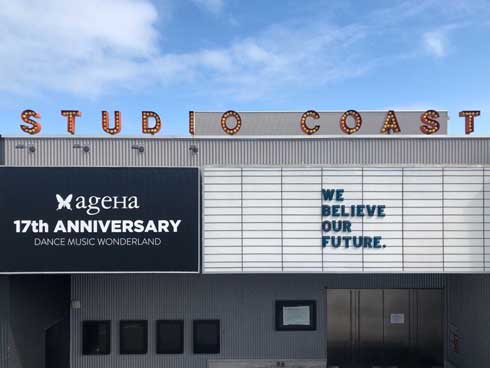 STUDIO COAST
ageHa
17th ANNIVERSARY
DANCE MUSIC WONDERLAND
WE
BELIEVE
OUR
FUTURE.